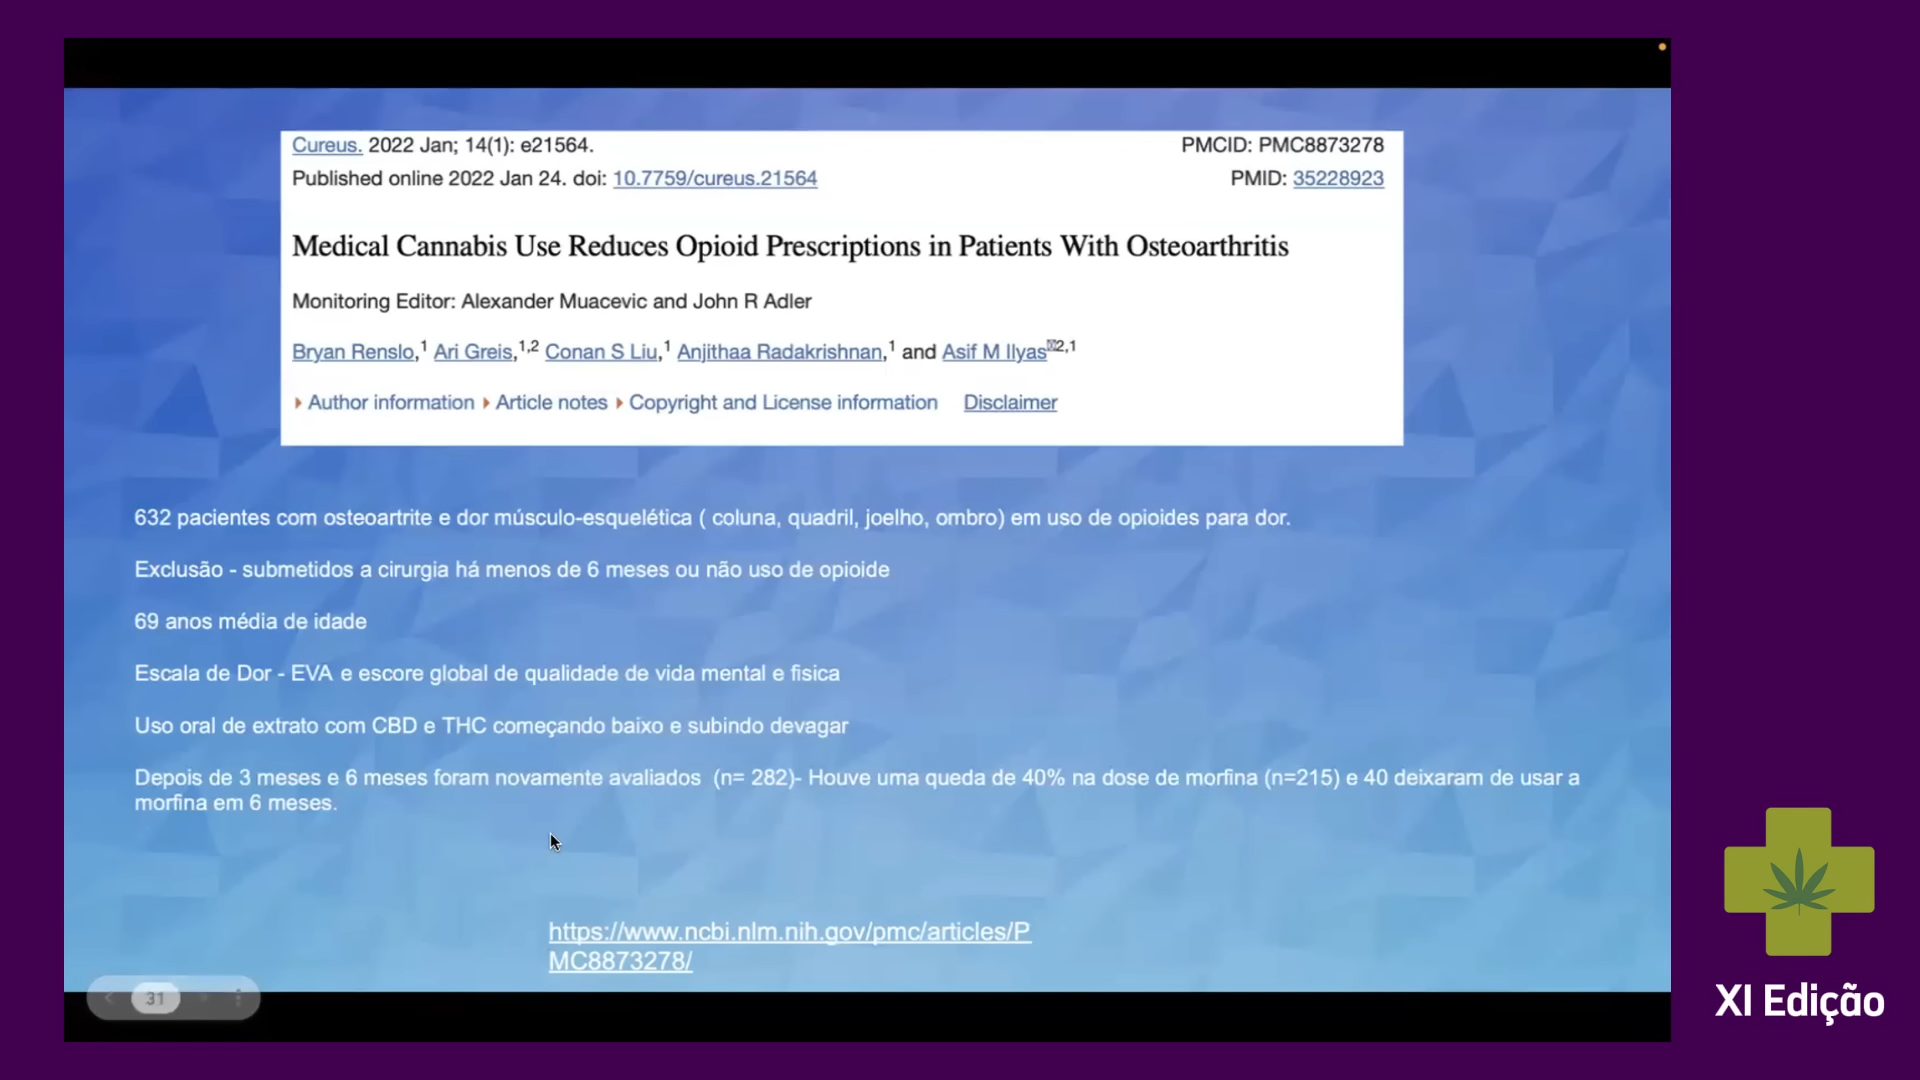 Cureus. 2022 Jan; 14(1): e21564.
PMCID: PMC8873278
Published online 2022 Jan 24. doi: 10.7759/cureus.21564
PMID: 35228923
Medical Cannabis Use Reduces Opioid Prescriptions in Patients With Osteoarthritis
Monitoring Editor: Alexander Muacevic and John R Adler
Bryan Renslo,1 Ari Greis,1,2 Conan S Liu,1 Anjithaa Radakrishnan,1 and Asif M Ilyas2,1
Author information Article notes Copyright and License information Disclaimer
632 pacientes com osteoartrite e dor músculo-esquelética ( coluna, quadril, joelho, ombro) em uso de opioides para dor.
Exclusão - submetidos a cirurgia há menos de 6 meses ou não uso de opioide
69 anos média de idade
Escala de Dor - EVA e escore global de qualidade de vida mental e fisica
Uso oral de extrato com CBD e THC começando baixo e subindo devagar
Depois de 3 meses e 6 meses foram novamente avaliados (n= 282)- Houve uma queda de 40% na dose de morfina (n=215) e 40 deixaram de usar a
morfina em 6 meses.
https://www.ncbi.nlm.nih.gov/pmc/articles/P
MC8873278/
31
XI Edição